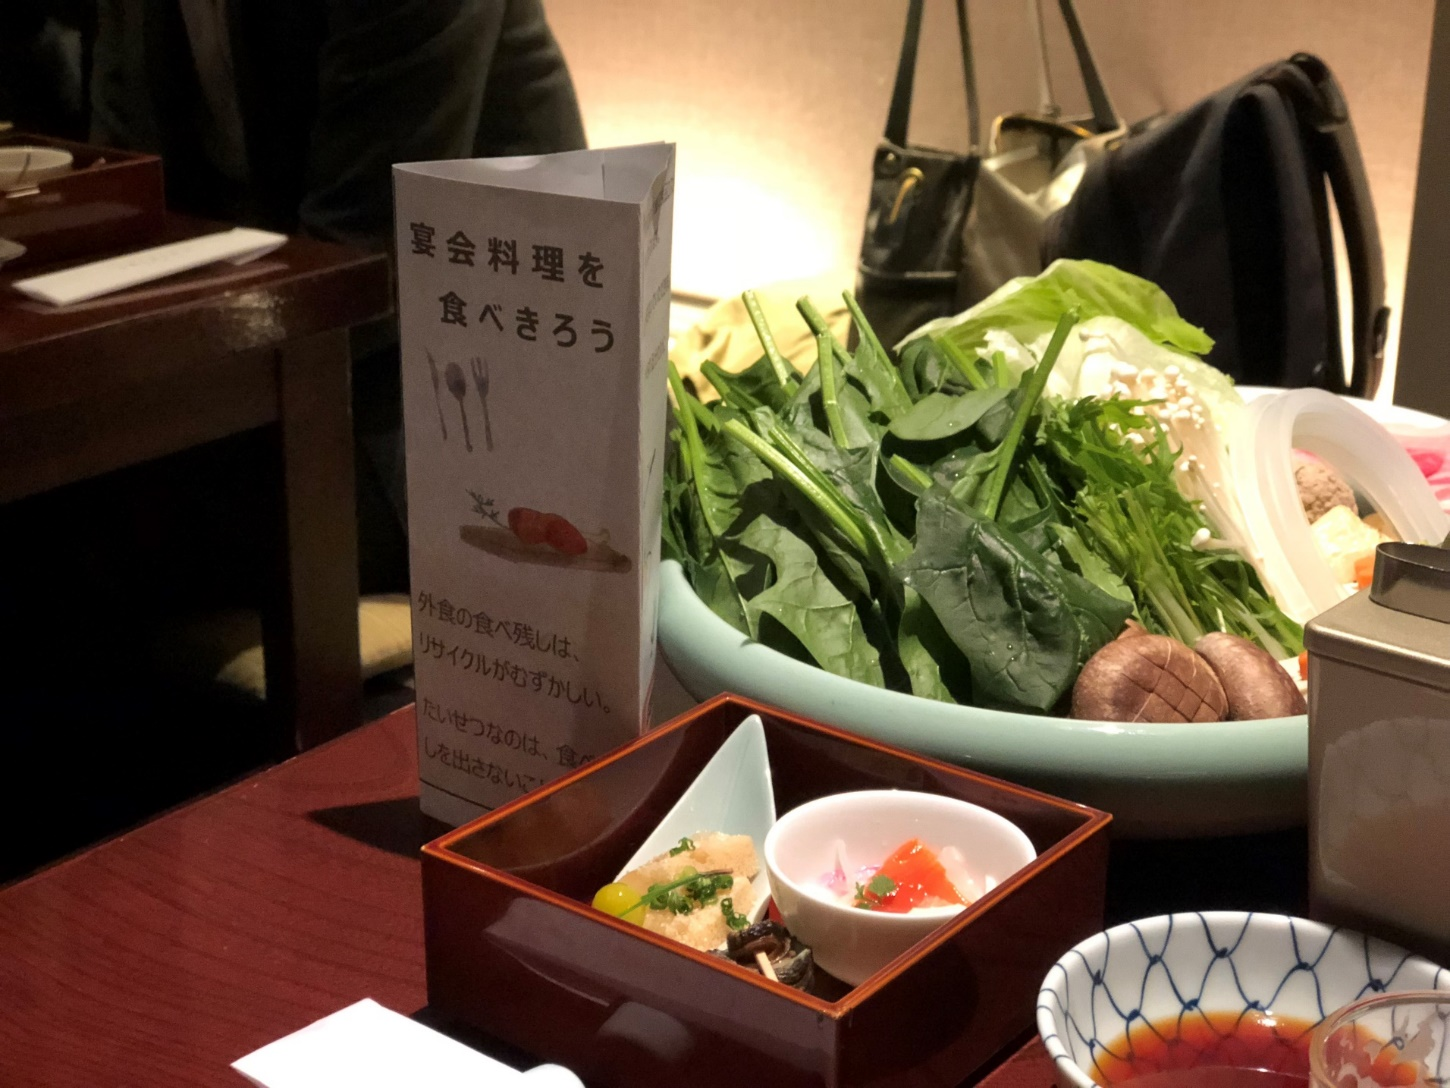 宴会料理を
食べきろう
外食の食べ残しは、
リサイクルがむずかしい。
たいせつなのは、食べ
しを出さないこ